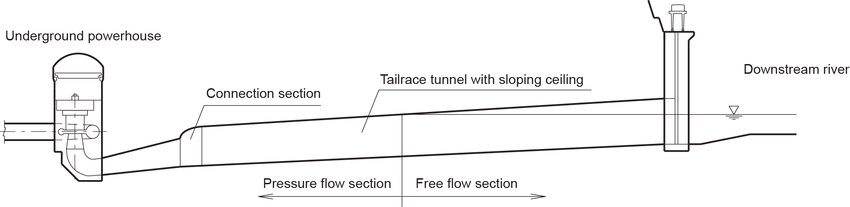 Underground powerhouse
Connection section
Tailrace tunnel with sloping ceiling
Downstream river
Pressure flow section
Free flow section